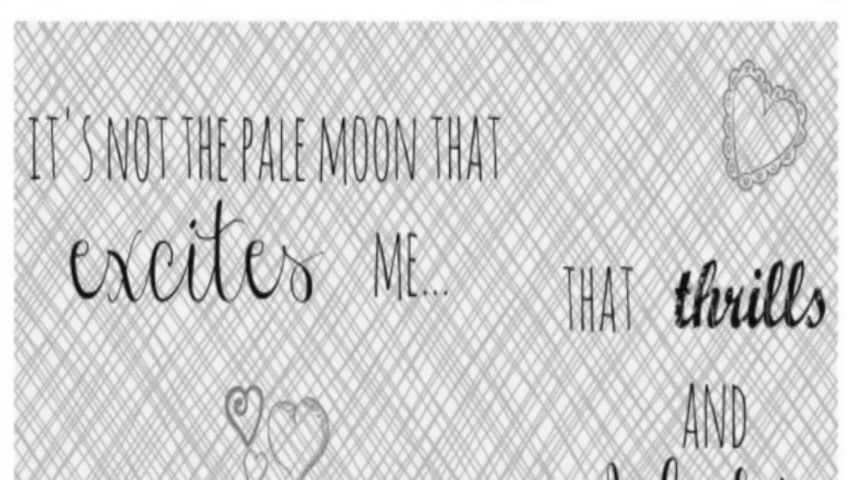 IT'S NOT THE PALE MOON THAT
excites ME...
THAT thrills
AND